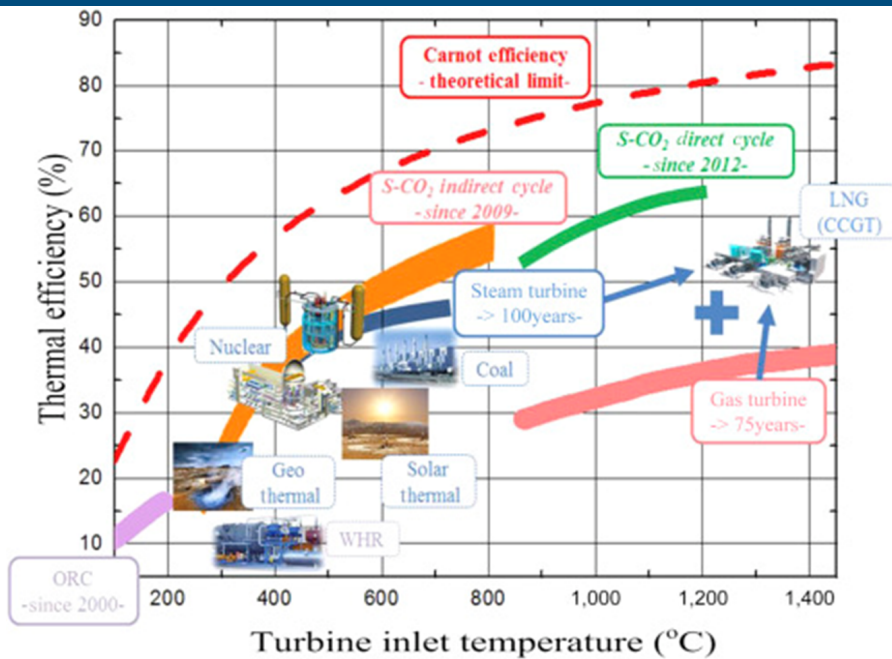 90
80
70
60
50
40
30
20
10
Thermal efficiency (%)
Carnot efficiency
- theoretical limit-
S-CO₂ direct cycle
-since 2012-
S-CO₂ indirect cycle
-since 2009-
LNG
(CCGT)
Steam turbine
-> 100years-
Nuclear
Coal
Gas turbine
-> 75years-
Geo
thermal
Solar
thermal
WHR
ORC
-since 2000-
200
400
600
800
1,000
1,200
1,400
Turbine inlet temperature (°C)